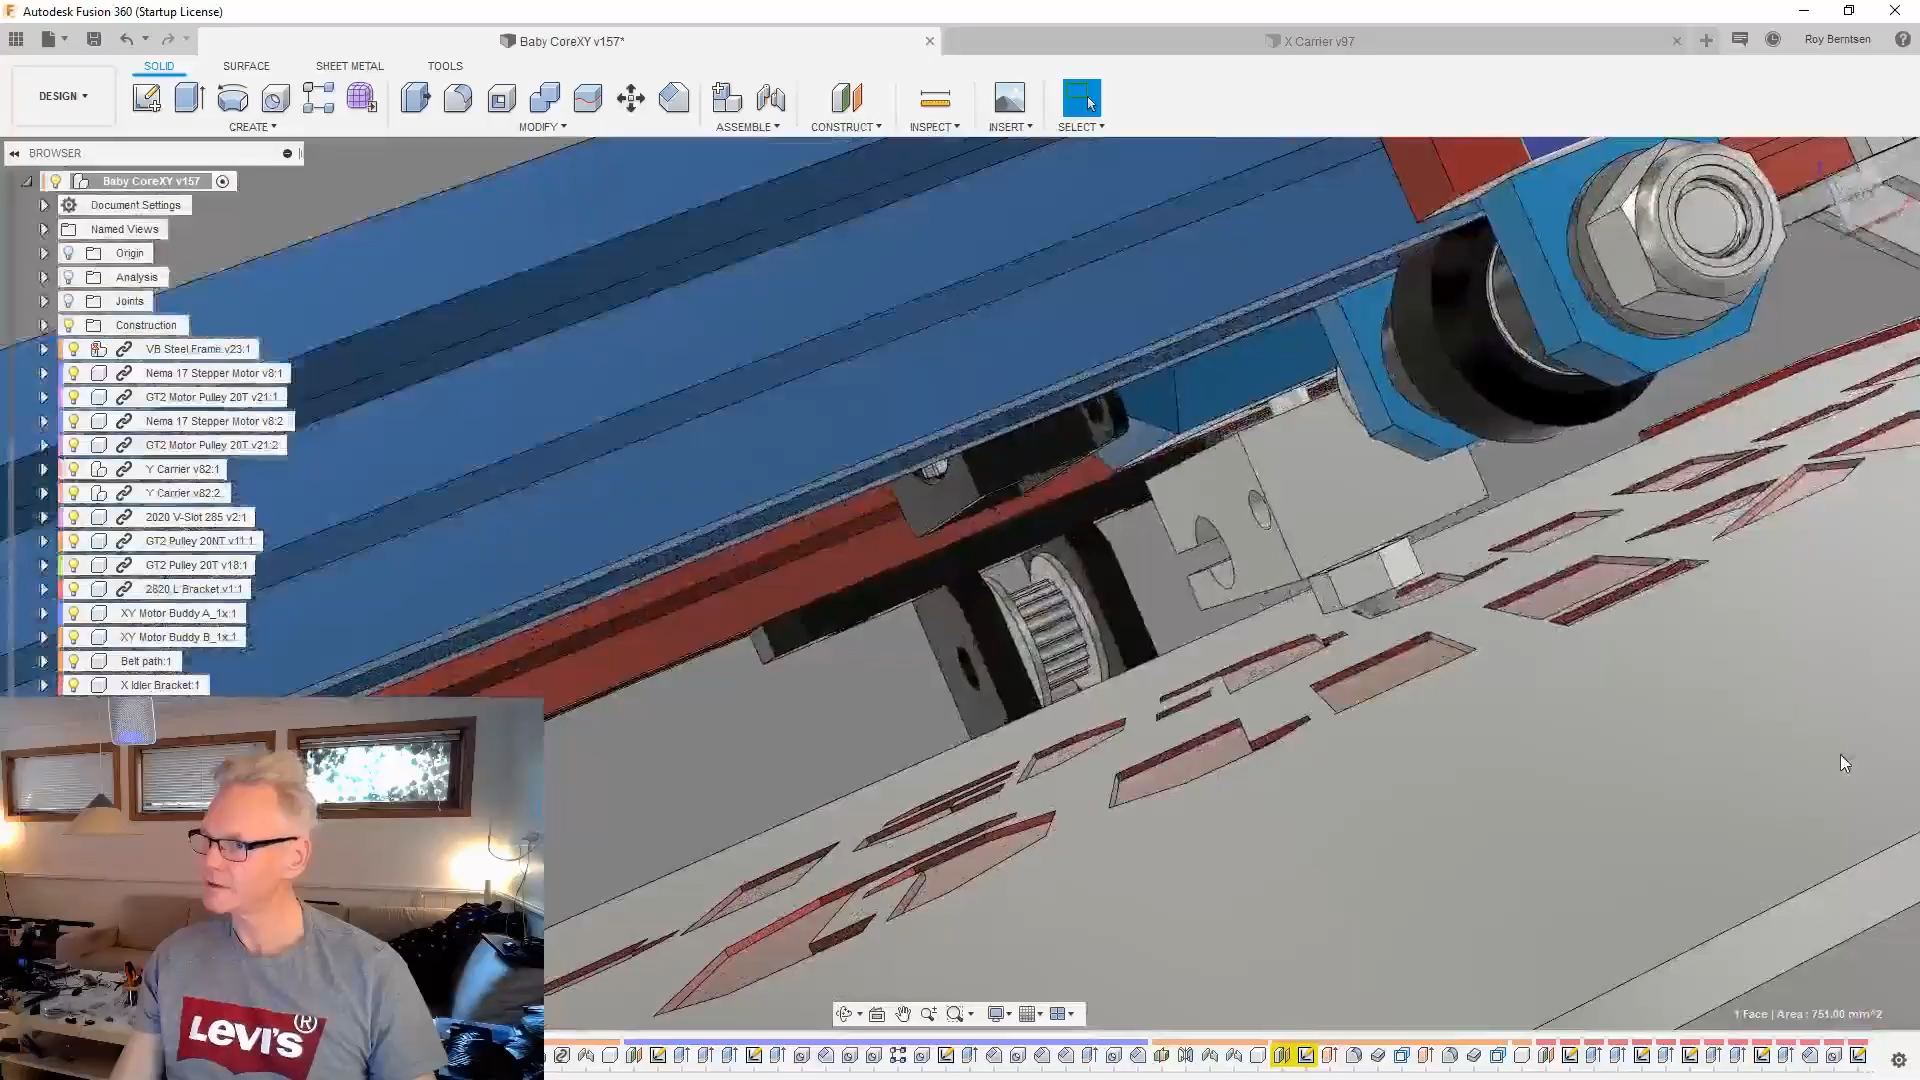 Autodesk Fusion 360 (Startup License)
Baby CoreXY v157*
X Carrier v97
Roy Berntsen
SOLID
SURFACE
SHEET METAL
TOOLS
DESIGN
CREATE
MODIFY
ASSEMBLE
CONSTRUCT
INSPECT
INSERT
SELECT
BROWSER
Baby CoreXY v157
Document Settings
Named Views
Origin
Analysis
Joints
Construction
VB Steel Frame v23:1
Nema 17 Stepper Motor v8:1
GT2 Motor Pulley 20T v21:1
Nema 17 Stepper Motor v8:2
GT2 Motor Pulley 20T v21:2
Y Carrier v82:1
Y Carrier v82:2
2020 V-Slot 285 v2:1
GT2 Pulley 20NT v11:1
GT2 Pulley 20T v18:1
2820 L Bracket v1:1
XY Motor Buddy A_1x:1
XY Motor Buddy B_1x:1
Belt path:1
X Idler Bracket:1
LEVI'S®
1 Face | Area : 751.00 mm^2